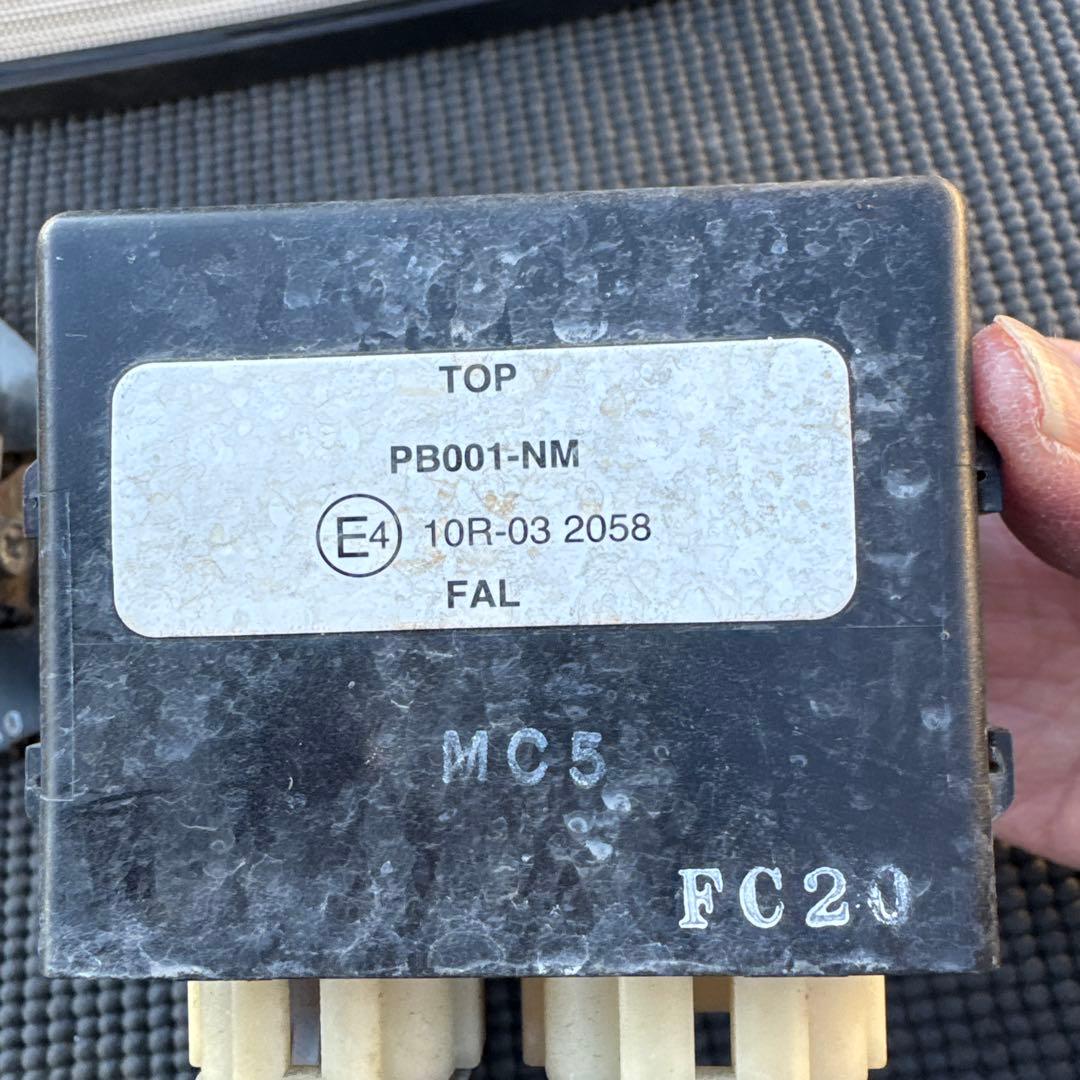 TOP
PB001-NM
E4 10R-03 2058
FAL
MC5
FC20